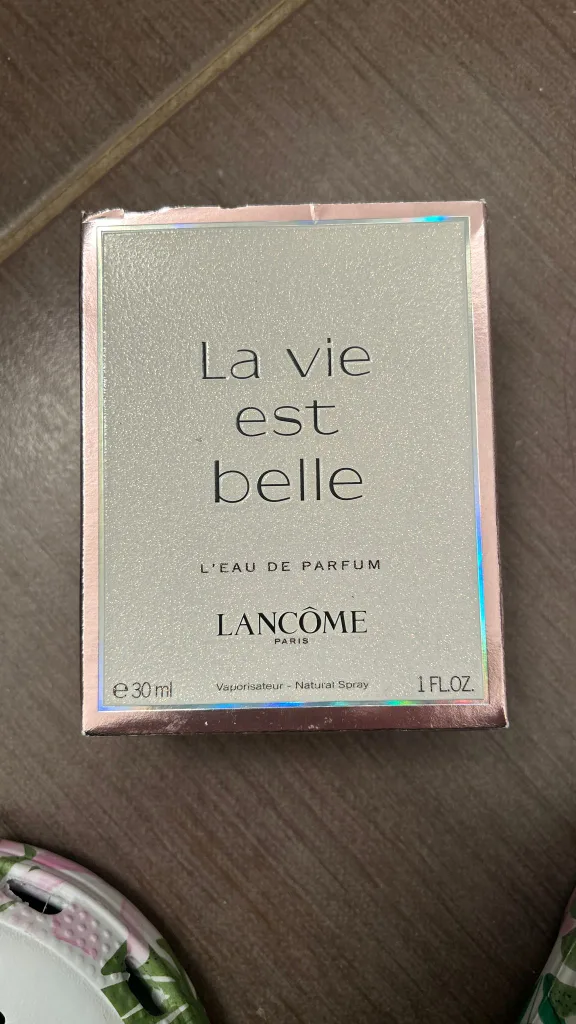 La vie
est
belle
L'EAU DE PARFUM
LANCÔME
PARIS
℮ 30 ml Vaporisateur - Natural Spray 1 FL.OZ.